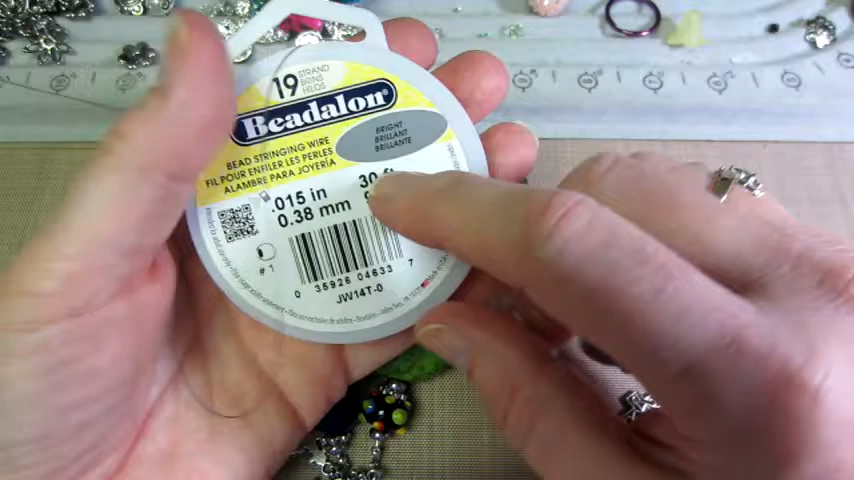 19 STRAND
BRINS
HILOS
Beadalon®
BRIGHT
BRILLANT
BRILLANTE
BEAD STRINGING WIRE
FIL POUR ENFILER LES PERLES
ALAMBRE PARA JOYERÍA
.015 in
30
0.38 mm
#1
0 35926 04633 7
JW14T-0